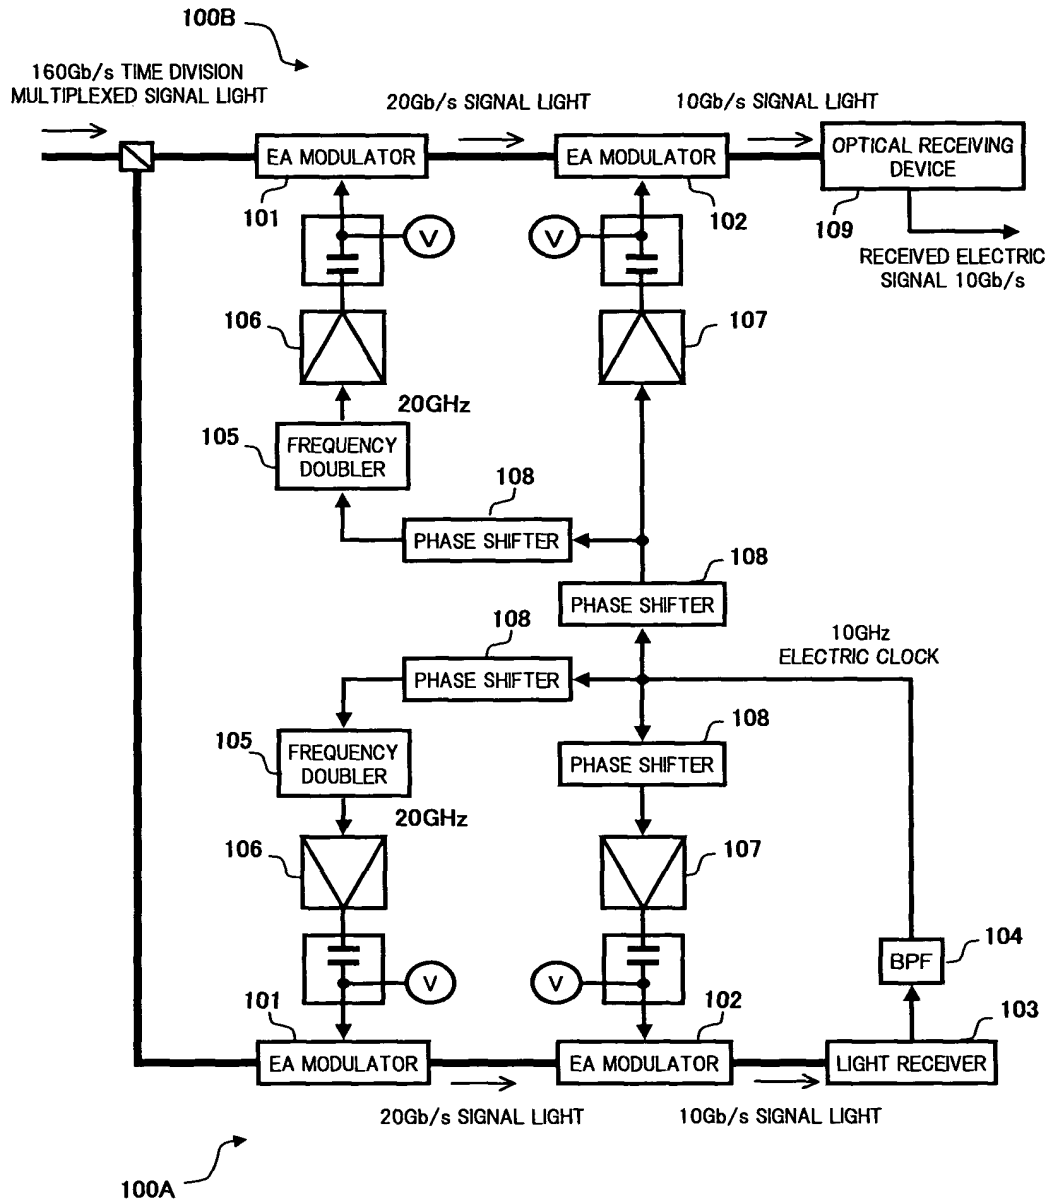 100B
160Gb/s TIME DIVISION
MULTIPLEXED SIGNAL LIGHT
20Gb/s SIGNAL LIGHT
10Gb/s SIGNAL LIGHT
EA MODULATOR
EA MODULATOR
OPTICAL RECEIVING
DEVICE
101
102
109
V
V
RECEIVED ELECTRIC
SIGNAL 10Gb/s
106
107
20GHz
105
FREQUENCY
DOUBLER
108
PHASE SHIFTER
108
PHASE SHIFTER
108
10GHz
ELECTRIC CLOCK
PHASE SHIFTER
108
105
FREQUENCY
DOUBLER
PHASE SHIFTER
20GHz
106
107
104
BPF
V
V
101
102
103
EA MODULATOR
EA MODULATOR
LIGHT RECEIVER
20Gb/s SIGNAL LIGHT
10Gb/s SIGNAL LIGHT
100A